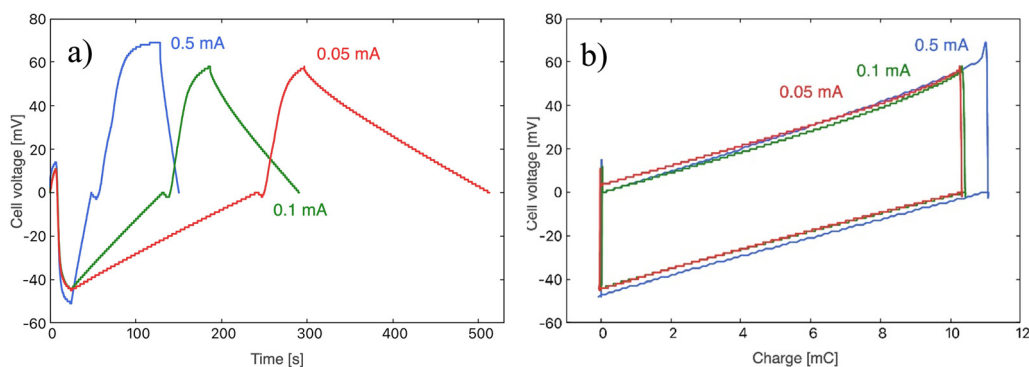 a)
0.5 mA
0.05 mA
0.1 mA
80
60
40
20
0
-20
-40
-60
Cell voltage [mV]
0 100 200 300 400 500
Time [s]
b)
0.5 mA
0.1 mA
0.05 mA
80
60
40
20
0
-20
-40
-60
Cell voltage [mV]
0 2 4 6 8 10 12
Charge [mC]